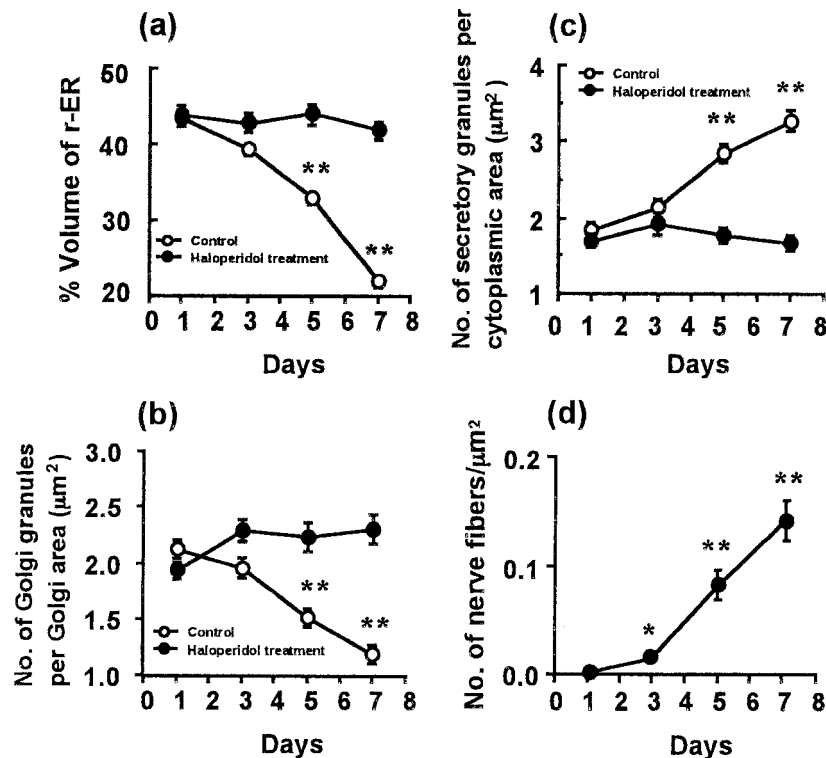 (a)
% Volume of r-ER
50
40
30
20
Control
Haloperidol treatment
0 1 2 3 4 5 6 7 8
Days
**
**
(c)
No. of secretory granules per
cytoplasmic area (μm²)
4
3
2
1
Control
Haloperidol treatment
**
**
0 1 2 3 4 5 6 7 8
Days
(b)
No. of Golgi granules
per Golgi area (μm²)
3.0
2.5
2.0
1.5
1.0
**
**
Control
Haloperidol treatment
0 1 2 3 4 5 6 7 8
Days
(d)
No. of nerve fibers/μm²
0.2
0.1
0.0
*
**
**
0 1 2 3 4 5 6 7 8
Days